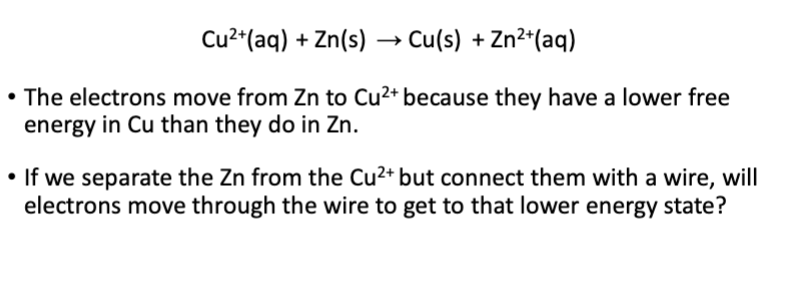 Cu²⁺(aq) + Zn(s) → Cu(s) + Zn²⁺(aq)
• The electrons move from Zn to Cu²⁺ because they have a lower free
energy in Cu than they do in Zn.
• If we separate the Zn from the Cu²⁺ but connect them with a wire, will
electrons move through the wire to get to that lower energy state?